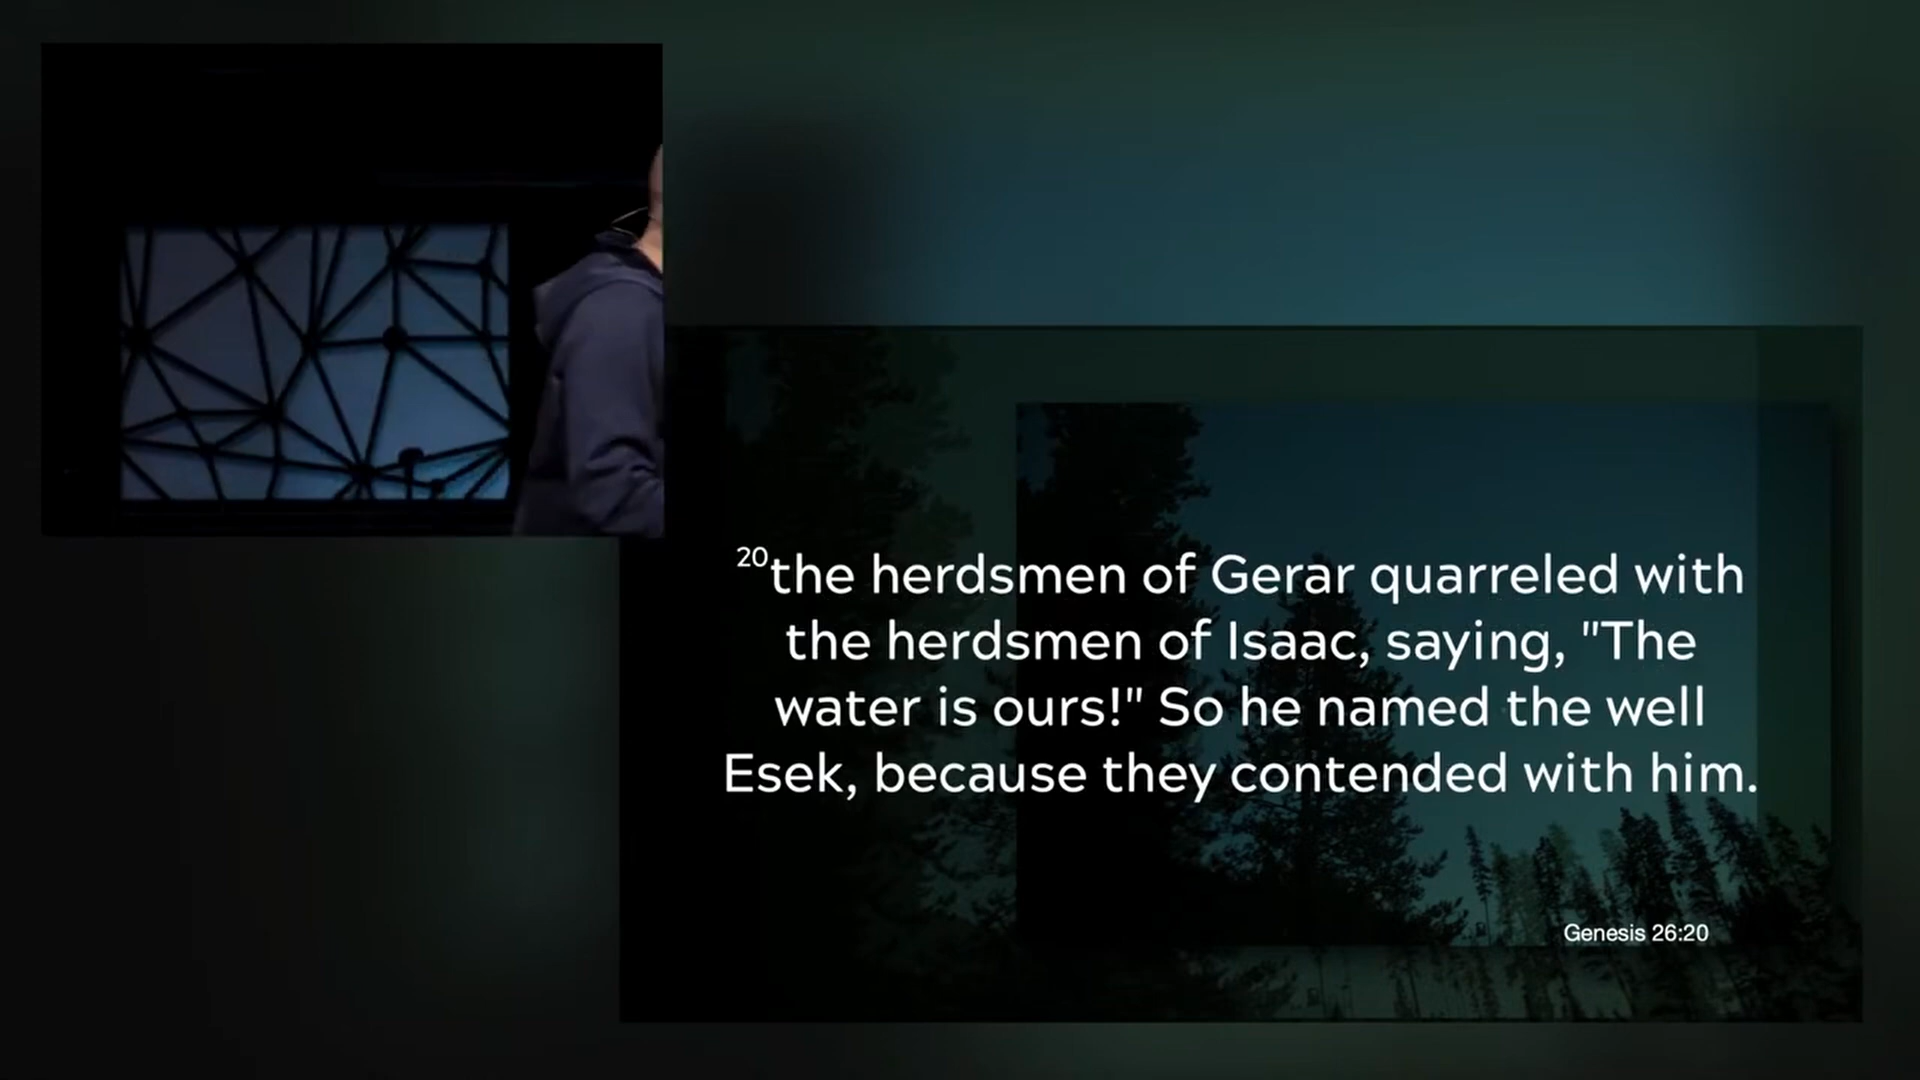 20the herdsmen of Gerar quarreled with
the herdsmen of Isaac, saying, "The
water is ours!" So he named the well
Esek, because they contended with him.
Genesis 26:20